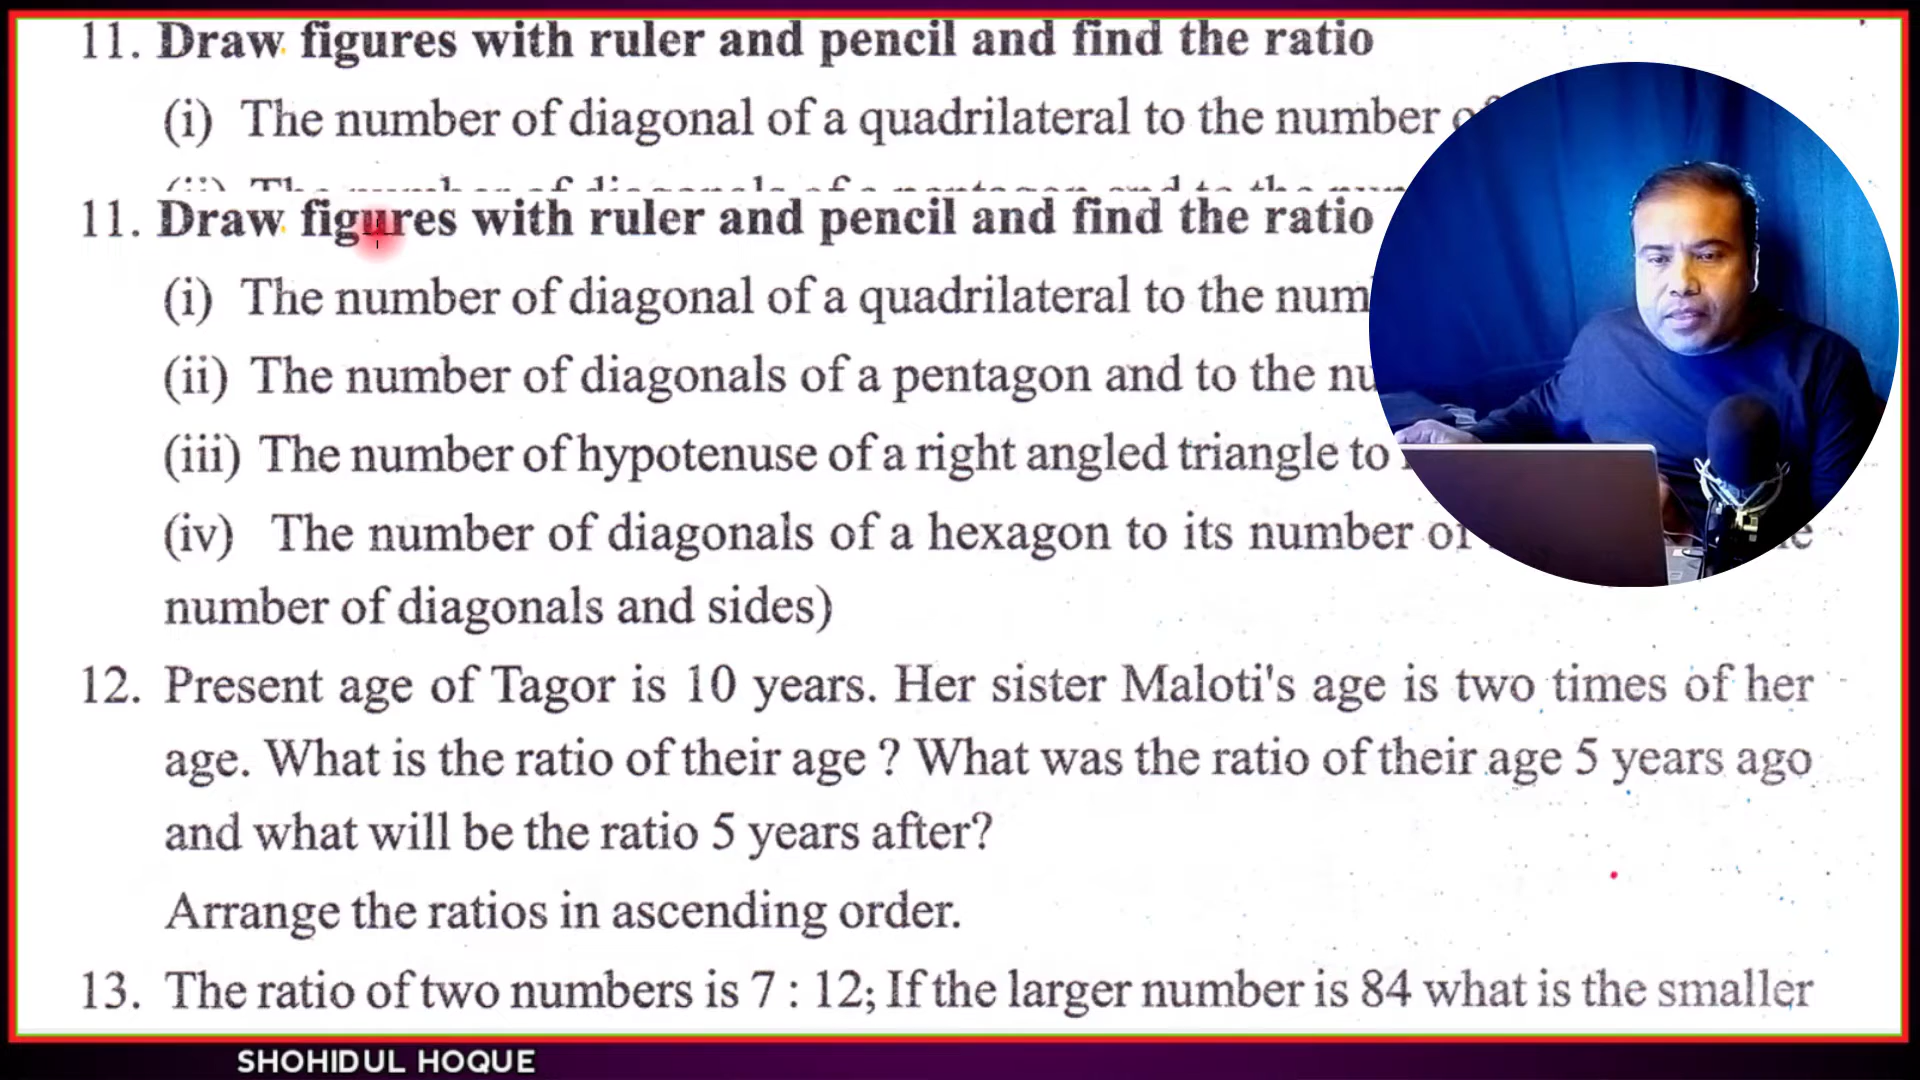 11. Draw figures with ruler and pencil and find the ratio
(i) The number of diagonal of a quadrilateral to the number
11. Draw figures with ruler and pencil and find the ratio
(i) The number of diagonal of a quadrilateral to the
(ii) The number of diagonals of a pentagon and to the
(iii) The number of hypotenuse of a right angled triangle to
(iv) The number of diagonals of a hexagon to its number
number of diagonals and sides)
12. Present age of Tagor is 10 years. Her sister Maloti's age is two times of her
age. What is the ratio of their age ? What was the ratio of their age 5 years ago
and what will be the ratio 5 years after?
Arrange the ratios in ascending order.
13. The ratio of two numbers is 7 : 12; If the larger number is 84 what is the smaller
SHOHIDUL HOQUE